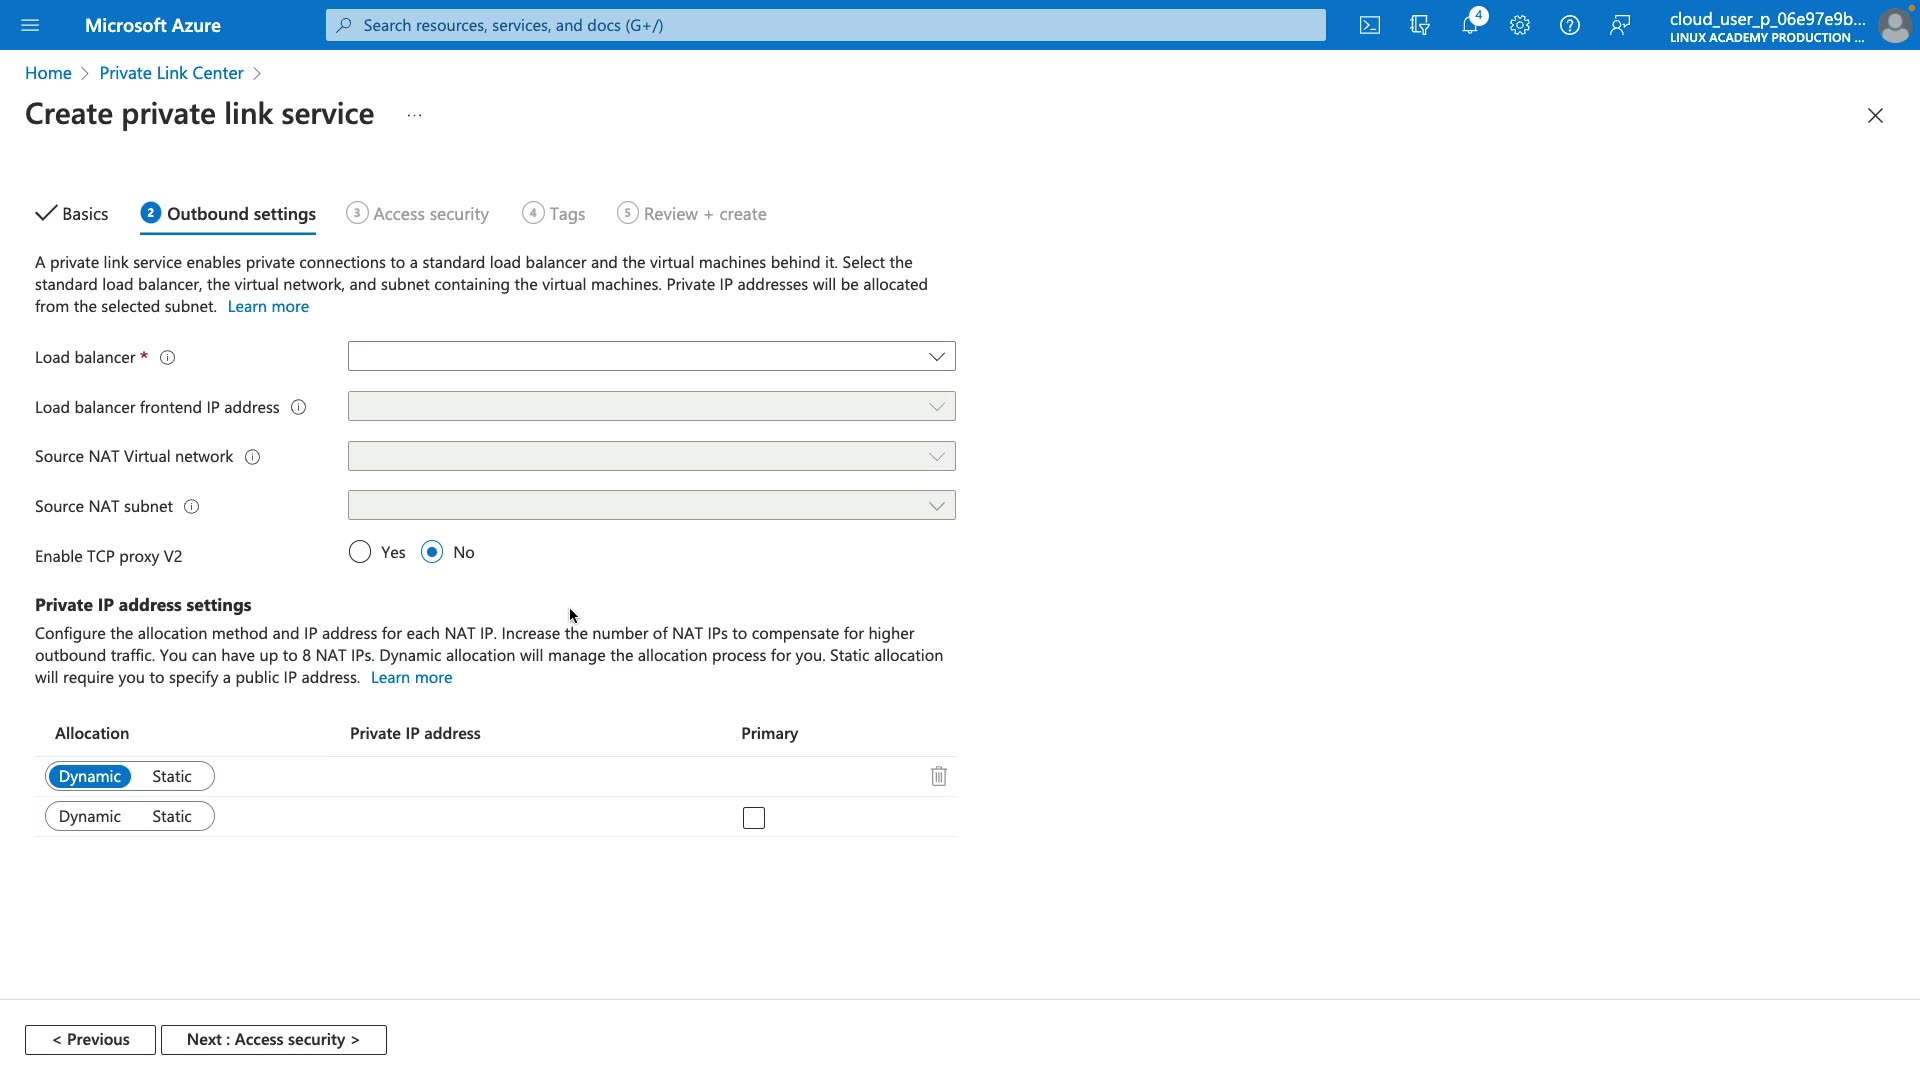 Microsoft Azure
Search resources, services, and docs (G+/)
4
cloud_user_p_06e97e9b...
LINUX ACADEMY PRODUCTION ...
Home > Private Link Center >
Create private link service ...
Basics
2 Outbound settings
3 Access security
4 Tags
5 Review + create
A private link service enables private connections to a standard load balancer and the virtual machines behind it. Select the
standard load balancer, the virtual network, and subnet containing the virtual machines. Private IP addresses will be allocated
from the selected subnet. Learn more
Load balancer *
Load balancer frontend IP address
Source NAT Virtual network
Source NAT subnet
Enable TCP proxy V2
Yes
No
Private IP address settings
Configure the allocation method and IP address for each NAT IP. Increase the number of NAT IPs to compensate for higher
outbound traffic. You can have up to 8 NAT IPs. Dynamic allocation will manage the allocation process for you. Static allocation
will require you to specify a public IP address. Learn more
Allocation
Private IP address
Primary
Dynamic
Static
Dynamic
Static
< Previous
Next : Access security >